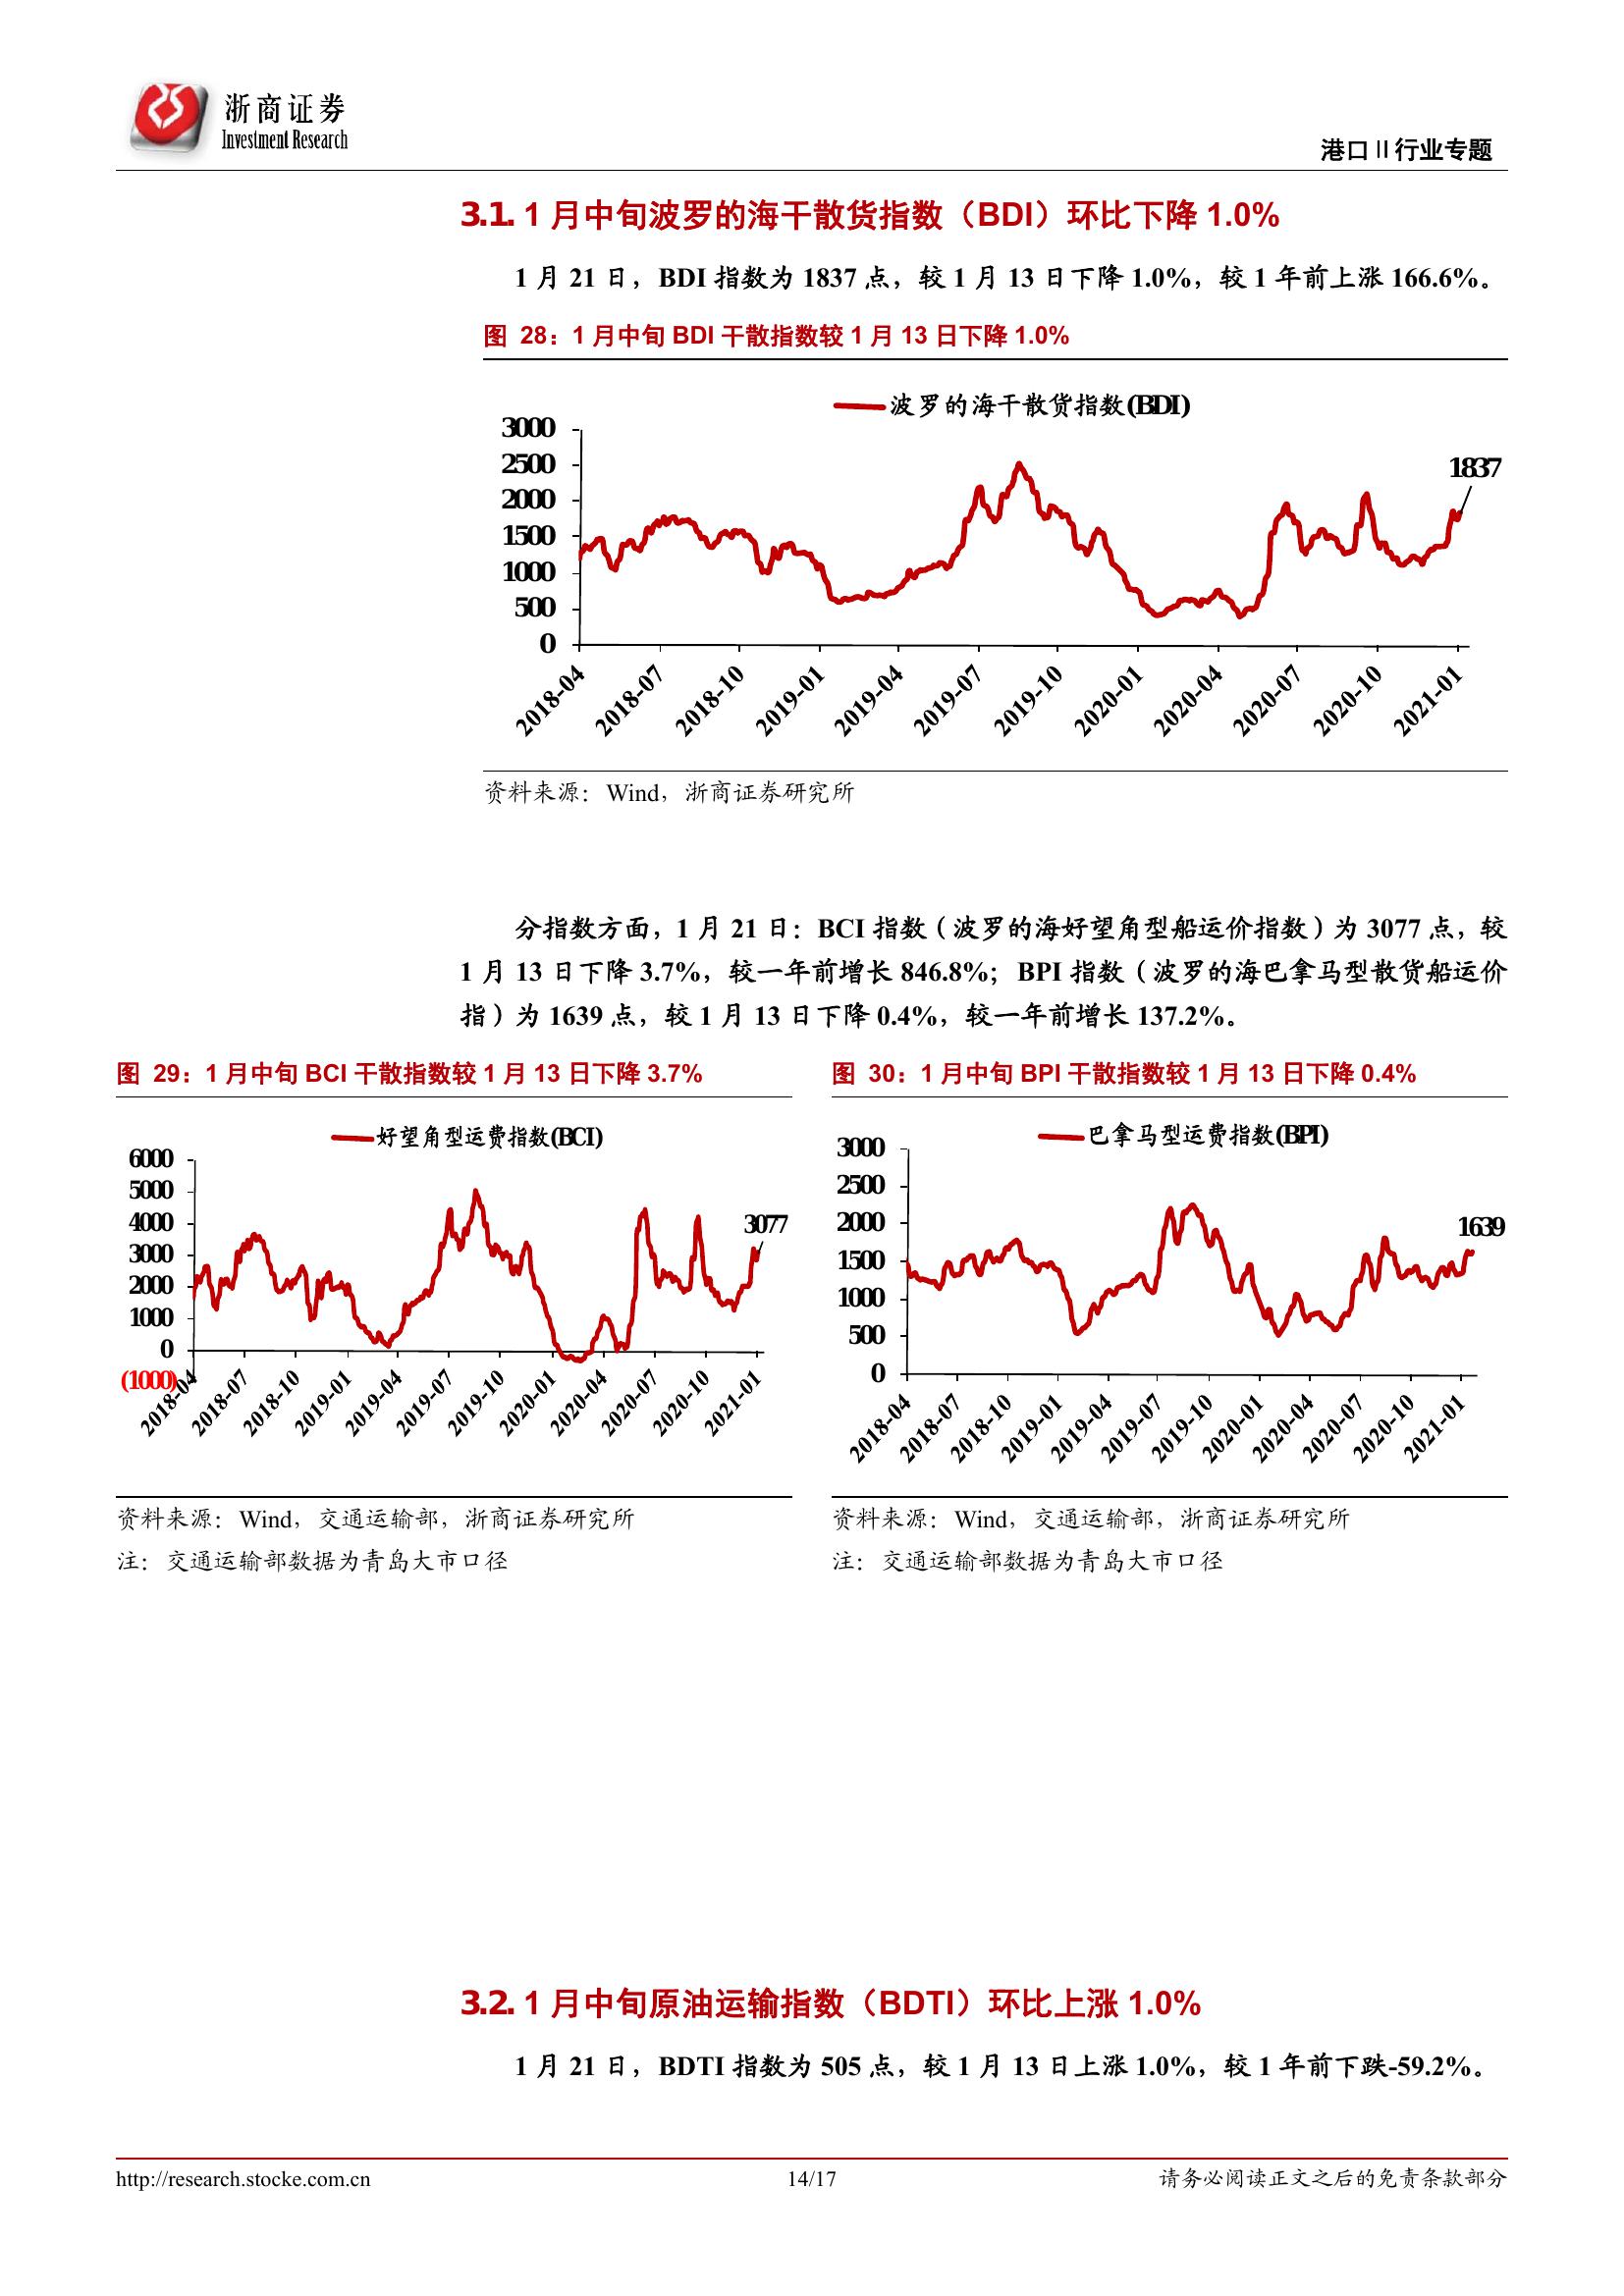 浙商证券
Investment Research
港口Ⅱ行业专题
3.1. 1 月中旬波罗的海干散货指数（BDI）环比下降 1.0%
1 月 21 日，BDI 指数为 1837 点，较 1 月 13 日下降 1.0%，较 1 年前上涨 166.6%。
图 28：1 月中旬 BDI 干散指数较 1 月 13 日下降 1.0%
波罗的海干散货指数(BDI)
3000
2500
2000
1500
1000
500
0
1837
2018-04
2018-07
2018-10
2019-01
2019-04
2019-07
2019-10
2020-01
2020-04
2020-07
2020-10
2021-01
资料来源：Wind，浙商证券研究所
分指数方面，1 月 21 日：BCI 指数（波罗的海好望角型船运价指数）为 3077 点，较
1 月 13 日下降 3.7%，较一年前增长 846.8%；BPI 指数（波罗的海巴拿马型散货船运价
指）为 1639 点，较 1 月 13 日下降 0.4%，较一年前增长 137.2%。
图 29：1 月中旬 BCI 干散指数较 1 月 13 日下降 3.7%
好望角型运费指数(BCI)
6000
5000
4000
3000
2000
1000
0
(1000)
3077
2018-04
2018-07
2018-10
2019-01
2019-04
2019-07
2019-10
2020-01
2020-04
2020-07
2020-10
2021-01
资料来源：Wind，交通运输部，浙商证券研究所
注：交通运输部数据为青岛大市口径
图 30：1 月中旬 BPI 干散指数较 1 月 13 日下降 0.4%
巴拿马型运费指数(BPI)
3000
2500
2000
1500
1000
500
0
1639
2018-04
2018-07
2018-10
2019-01
2019-04
2019-07
2019-10
2020-01
2020-04
2020-07
2020-10
2021-01
资料来源：Wind，交通运输部，浙商证券研究所
注：交通运输部数据为青岛大市口径
3.2. 1 月中旬原油运输指数（BDTI）环比上涨 1.0%
1 月 21 日，BDTI 指数为 505 点，较 1 月 13 日上涨 1.0%，较 1 年前下跌-59.2%。
http://research.stocke.com.cn
14/17
请务必阅读正文之后的免责条款部分